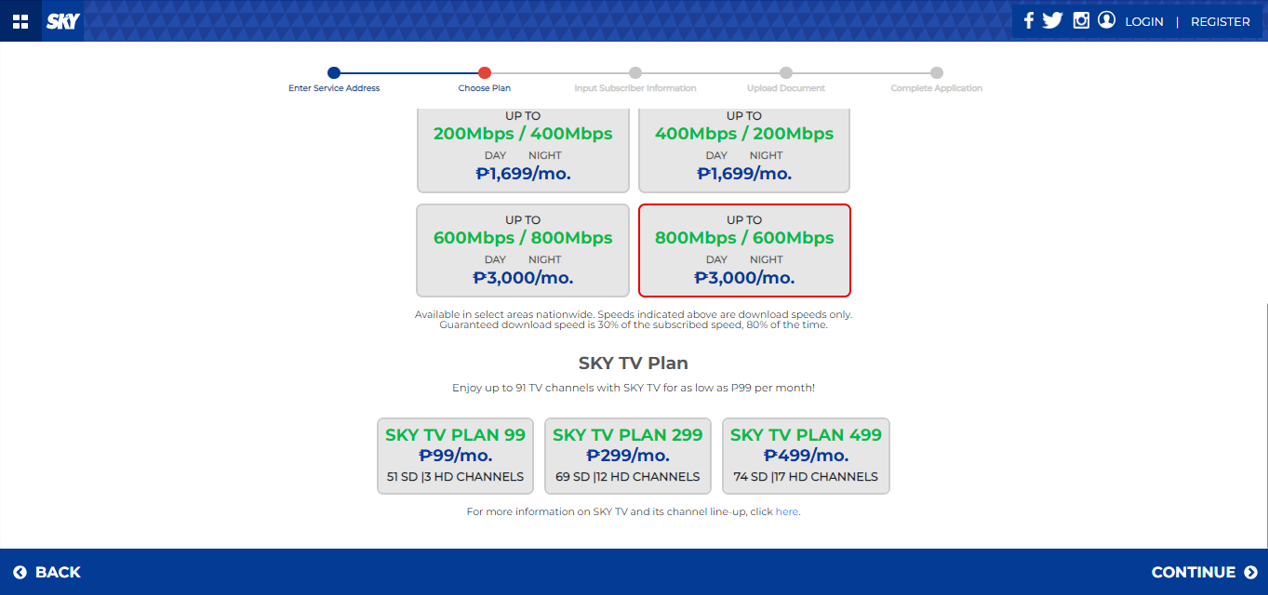 SKY
LOGIN | REGISTER
Enter Service Address
Choose Plan
Input Subscriber Information
Upload Document
Complete Application
UP TO
200Mbps / 400Mbps
DAY NIGHT
₱1,699/mo.
UP TO
400Mbps / 200Mbps
DAY NIGHT
₱1,699/mo.
UP TO
600Mbps / 800Mbps
DAY NIGHT
₱3,000/mo.
UP TO
800Mbps / 600Mbps
DAY NIGHT
₱3,000/mo.
Available in select areas nationwide. Speeds indicated above are download speeds only.
Guaranteed download speed is 30% of the subscribed speed, 80% of the time.
SKY TV Plan
Enjoy up to 91 TV channels with SKY TV for as low as P99 per month!
SKY TV PLAN 99
₱99/mo.
51 SD |3 HD CHANNELS
SKY TV PLAN 299
₱299/mo.
69 SD |12 HD CHANNELS
SKY TV PLAN 499
₱499/mo.
74 SD |17 HD CHANNELS
For more information on SKY TV and its channel line-up, click here.
BACK
CONTINUE